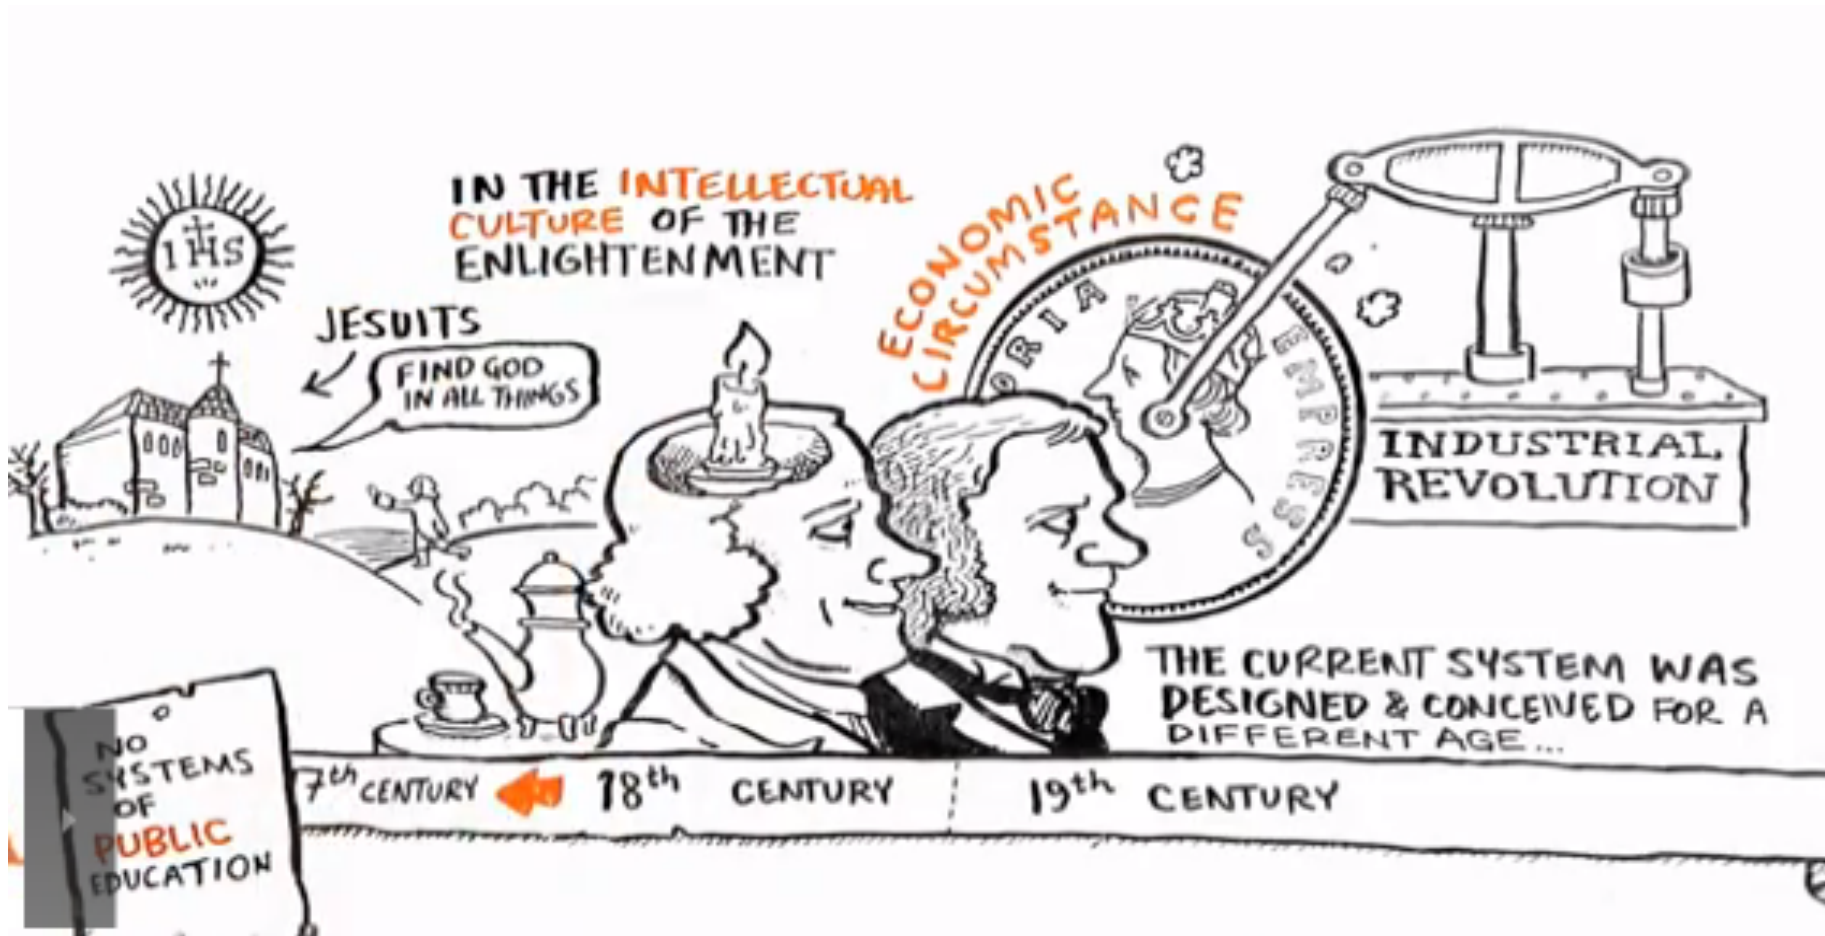 IHS
JESUITS
FIND GOD
IN ALL THINGS
IN THE INTELLECTUAL
CULTURE OF THE
ENLIGHTENMENT
ECONOMIC
CIRCUMSTANCE
ORIA
EMPRESS
INDUSTRIAL
REVOLUTION
THE CURRENT SYSTEM WAS
DESIGNED & CONCEIVED FOR A
DIFFERENT AGE...
NO
SYSTEMS
OF
PUBLIC
EDUCATION
7th CENTURY
18th CENTURY
19th CENTURY